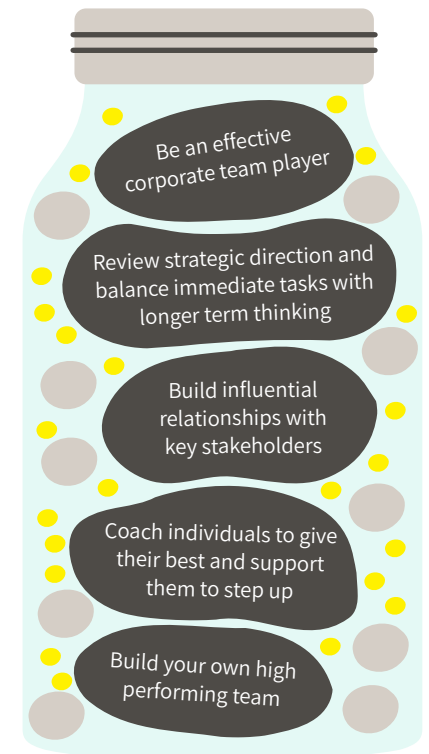 Be an effective
corporate team player
Review strategic direction and
balance immediate tasks with
longer term thinking
Build influential
relationships with
key stakeholders
Coach individuals to give
their best and support
them to step up
Build your own high
performing team